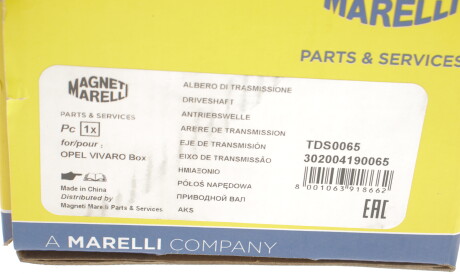 MARELLI
PARTS & SERVICES
MAGNETI
MARELLI
PARTS & SERVICES
Pc 1x
for/pour:
OPEL VIVARO Box
Made in China
Distributed by
Magneti Mareli Parts & Services
ALBERO DI TRASMISSIONE
DRIVESHAFT
ANTRIEBSWELLE
ARERE DE TRANSMISSION
EJE DE TRANSMISIÓN
EIXO DE TRANSMISSÃO
ΗΜΙΑΞΟΝΙΟ
PÓŁOŚ NAPĘDOWA
ПРИВОДНОЙ ВАЛ
AKS
TDS0065
302004190065
8 001063 918662
EAC
A MARELLI COMPANY